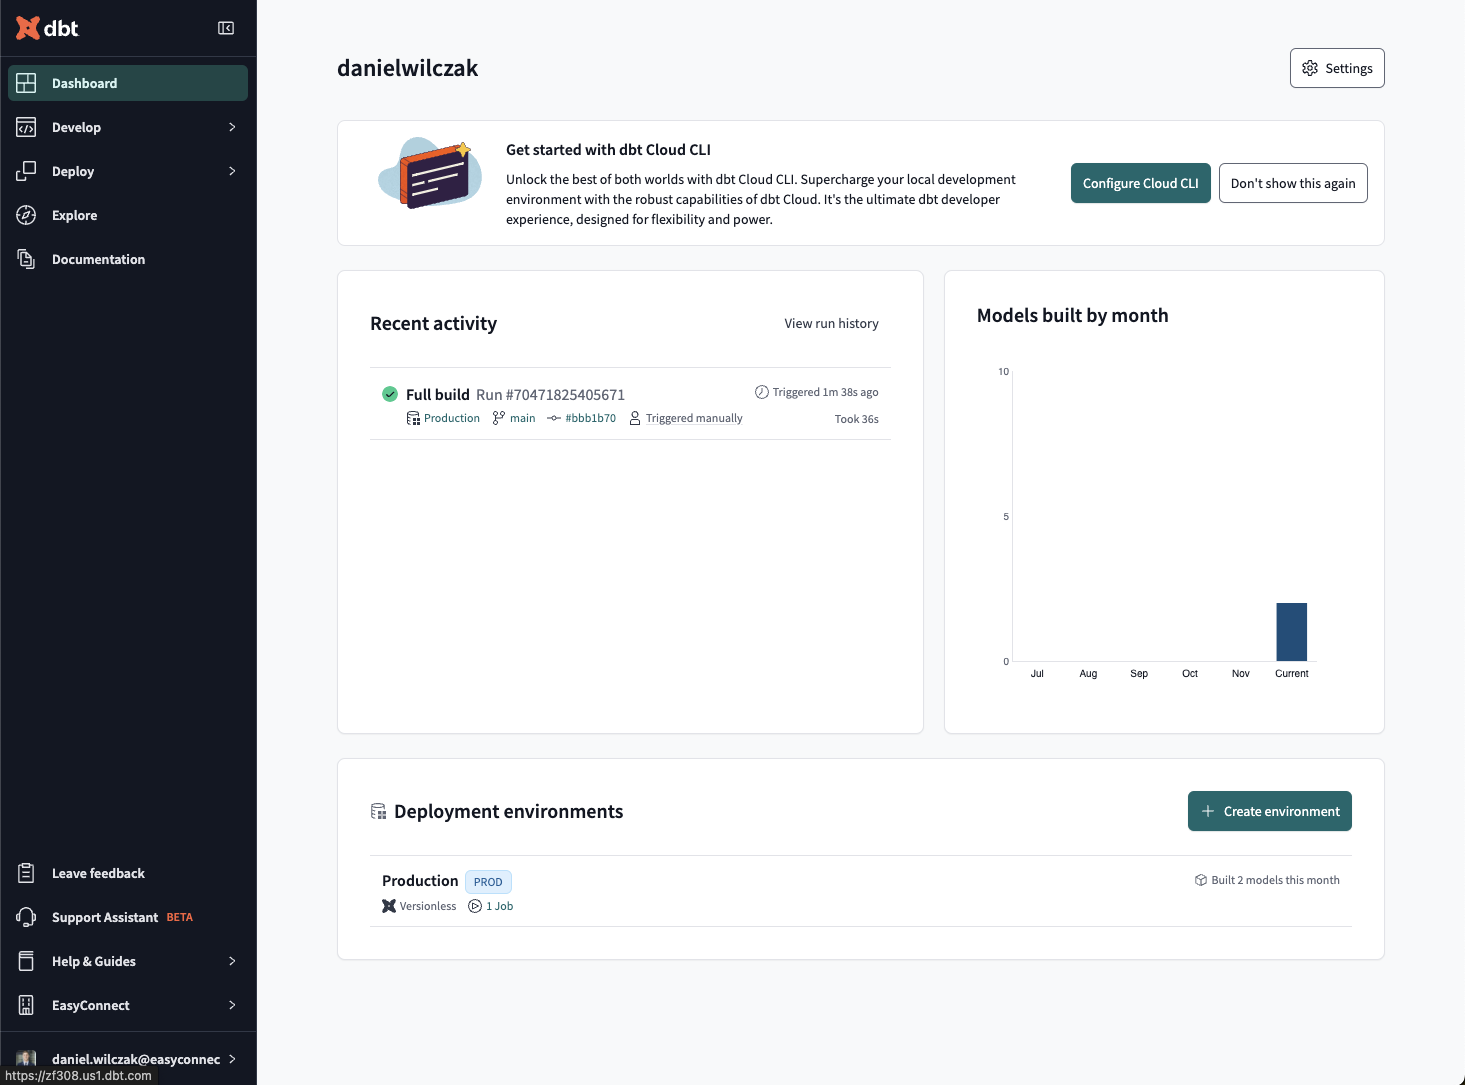 dbt
Dashboard
Develop
Deploy
Explore
Documentation
Leave feedback
Support Assistant BETA
Help & Guides
EasyConnect
daniel.wilczak@easyconnec
https://zf308.us1.dbt.com
danielwilczak
Settings
Get started with dbt Cloud CLI
Unlock the best of both worlds with dbt Cloud CLI. Supercharge your local development
environment with the robust capabilities of dbt Cloud. It's the ultimate dbt developer
experience, designed for flexibility and power.
Configure Cloud CLI
Don't show this again
Recent activity
View run history
Full build Run #70471825405671
Triggered 1m 38s ago
Production main #bbb1b70 Triggered manually
Took 36s
Models built by month
10
5
0
Jul Aug Sep Oct Nov Current
Deployment environments
Create environment
Production PROD
Built 2 models this month
Versionless 1 Job